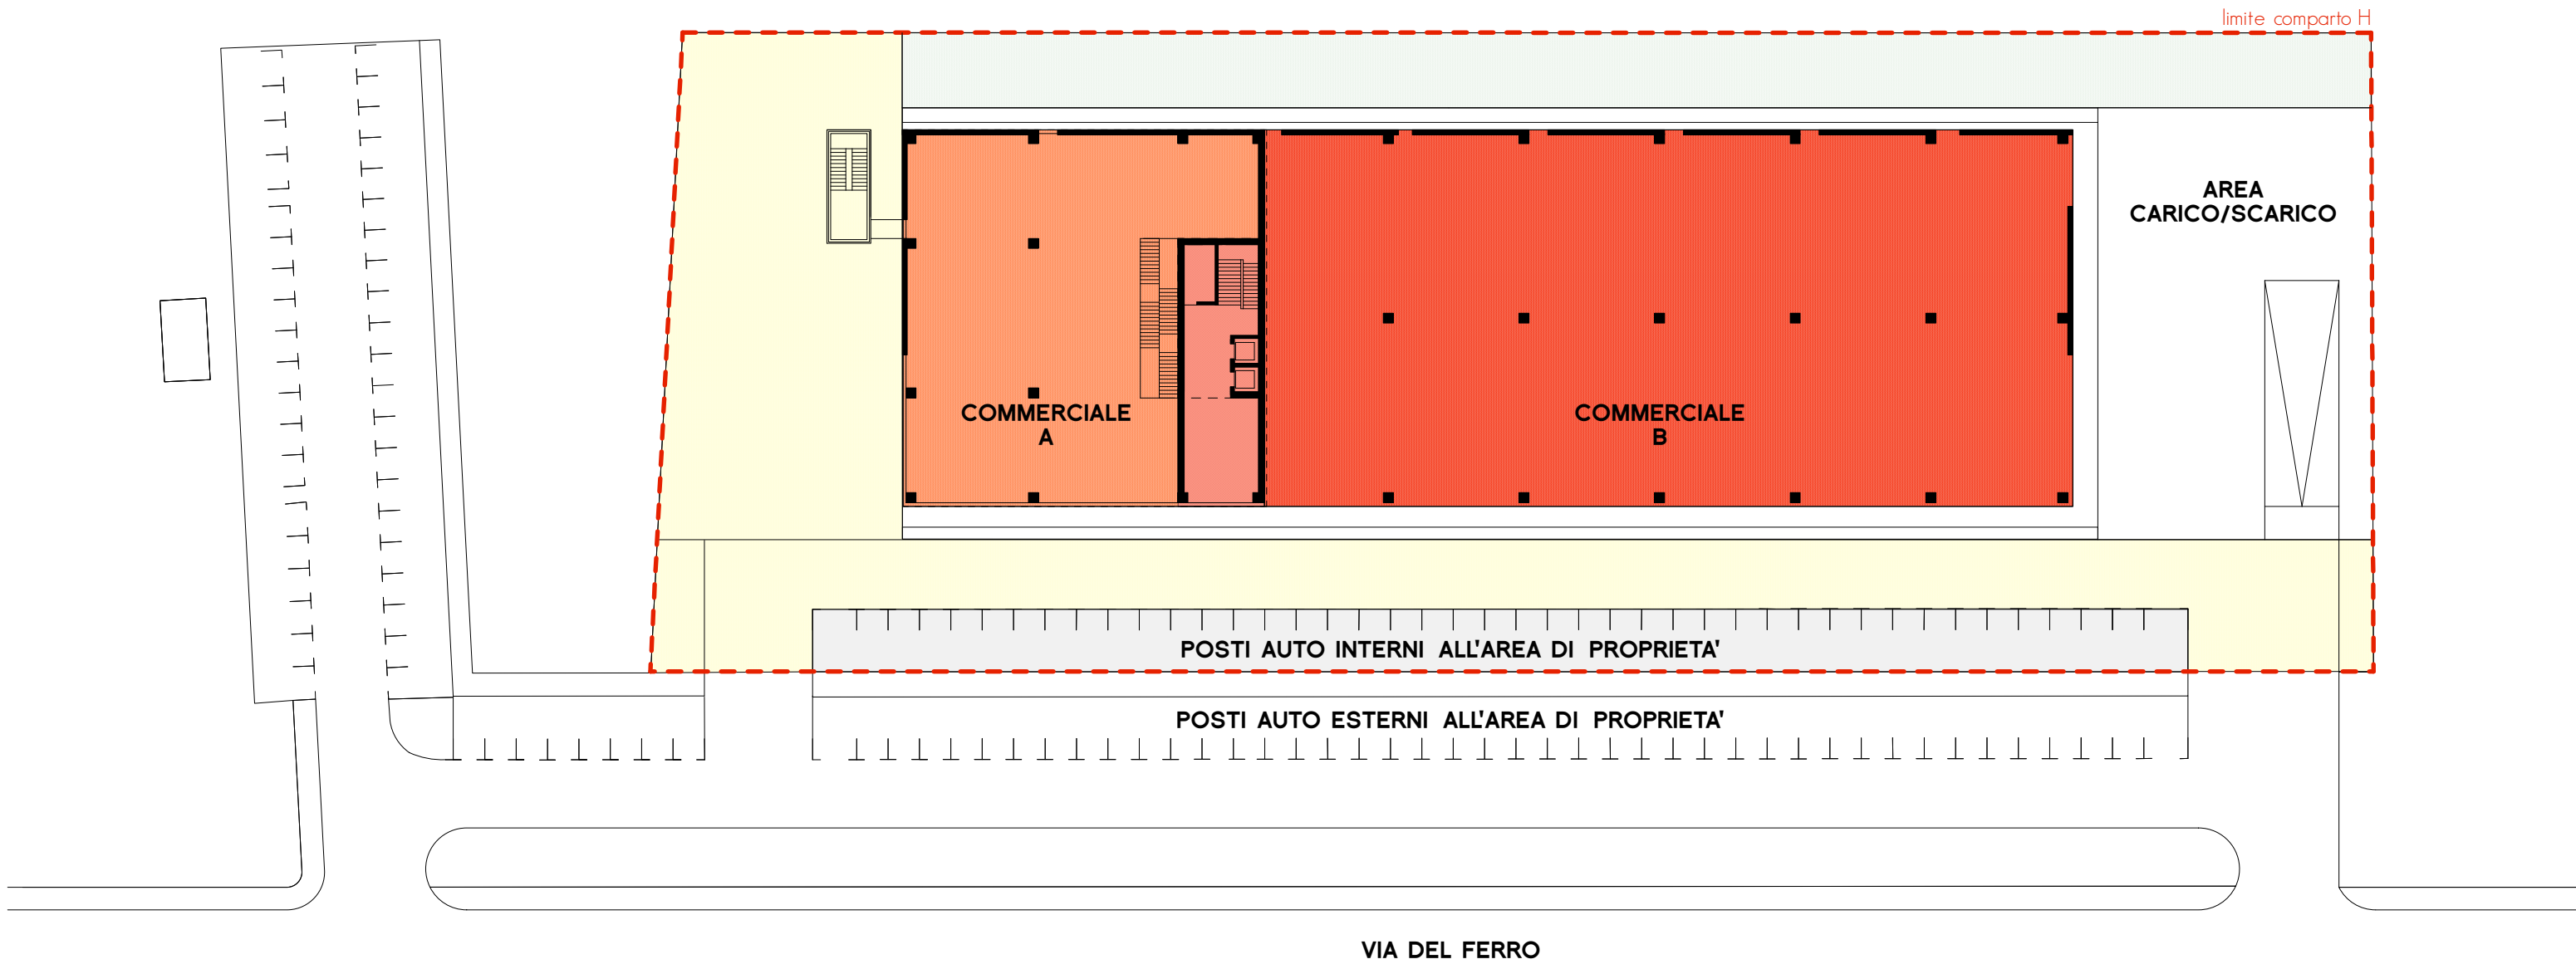 limite comparto H
AREA
CARICO/SCARICO
COMMERCIALE
A
COMMERCIALE
B
POSTI AUTO INTERNI ALL'AREA DI PROPRIETA'
POSTI AUTO ESTERNI ALL'AREA DI PROPRIETA'
VIA DEL FERRO